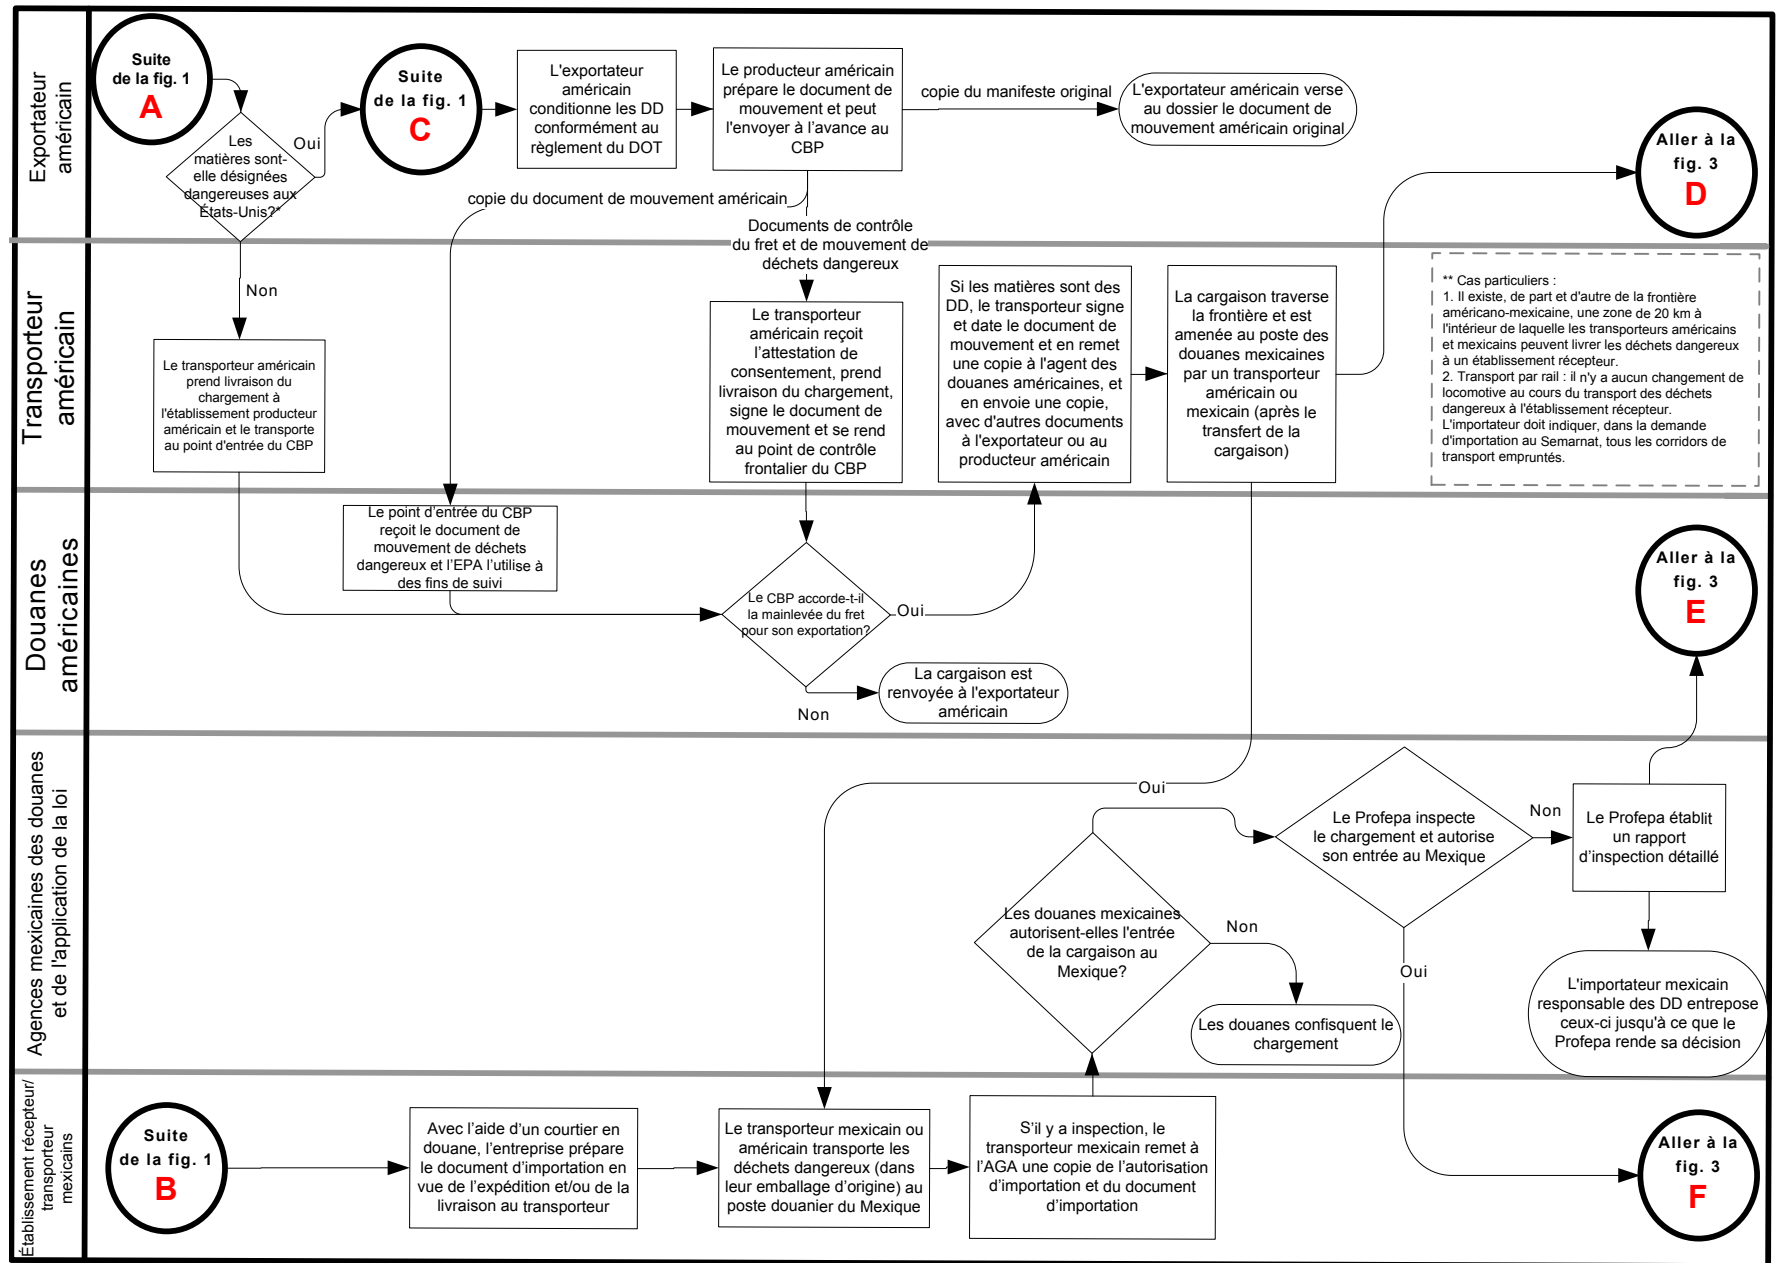 Exportateur
américain
Suite
de la fig. 1
A
Les
matières sont-
elle désignées
dangereuses aux
États-Unis?*
Oui
Non
Suite
de la fig. 1
C
L'exportateur
américain
conditionne les DD
conformément au
règlement du DOT
Le producteur américain
prépare le document de
mouvement et peut
l'envoyer à l'avance au
CBP
copie du manifeste original
L'exportateur américain verse
au dossier le document de
mouvement américain original
Aller à la
fig. 3
D
copie du document de mouvement américain
Documents de contrôle
du fret et de mouvement de
déchets dangereux
Transporteur
américain
Le transporteur américain
prend livraison du
chargement à
l'établissement producteur
américain et le transporte
au point d'entrée du CBP
Le transporteur
américain reçoit
l'attestation de
consentement, prend
livraison du chargement,
signe le document de
mouvement et se rend
au point de contrôle
frontalier du CBP
Si les matières sont des
DD, le transporteur signe
et date le document de
mouvement et en remet
une copie à l'agent des
douanes américaines, et
en envoie une copie,
avec d'autres documents
à l'exportateur ou au
producteur américain
La cargaison traverse
la frontière et est
amenée au poste des
douanes mexicaines
par un transporteur
américain ou
mexicain (après le
transfert de la
cargaison)
** Cas particuliers :
1. Il existe, de part et d'autre de la frontière
américano-mexicaine, une zone de 20 km à
l'intérieur de laquelle les transporteurs américains
et mexicains peuvent livrer les déchets dangereux
à un établissement récepteur.
2. Transport par rail : il n'y a aucun changement de
locomotive au cours du transport des déchets
dangereux à l'établissement récepteur.
L'importateur doit indiquer, dans la demande
d'importation au Semarnat, tous les corridors de
transport empruntés.
Douanes
américaines
Le point d'entrée du CBP
reçoit le document de
mouvement de déchets
dangereux et l'EPA l'utilise à
des fins de suivi
Le CBP accorde-t-il
la mainlevée du fret
pour son exportation?
Oui
Non
La cargaison est
renvoyée à l'exportateur
américain
Aller à la
fig. 3
E
Agences mexicaines des douanes
et de l'application de la loi
Oui
Les douanes mexicaines
autorisent-elles l'entrée
de la cargaison au
Mexique?
Non
Les douanes confisquent le
chargement
Le Profepa inspecte
le chargement et autorise
son entrée au Mexique
Non
Oui
Le Profepa établit
un rapport
d'inspection détaillé
L'importateur mexicain
responsable des DD entrepose
ceux-ci jusqu'à ce que le
Profepa rende sa décision
Établissement récepteur/
transporteur
mexicains
Suite
de la fig. 1
B
Avec l'aide d'un courtier en
douane, l'entreprise prépare
le document d'importation en
vue de l'expédition et/ou de la
livraison au transporteur
Le transporteur mexicain ou
américain transporte les
déchets dangereux (dans
leur emballage d'origine) au
poste douanier du Mexique
S'il y a inspection, le
transporteur mexicain remet à
l'AGA une copie de l'autorisation
d'importation et du document
d'importation
Aller à la
fig. 3
F